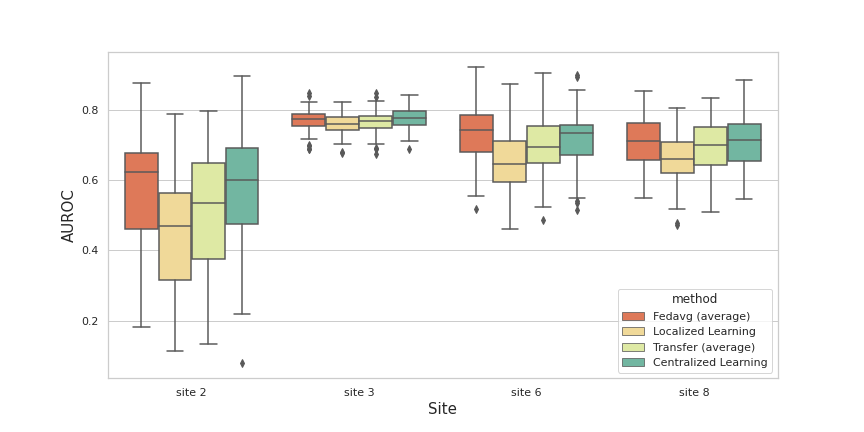 AUROC
0.8
0.6
0.4
0.2
site 2
site 3
site 6
site 8
Site
method
Fedavg (average)
Localized Learning
Transfer (average)
Centralized Learning